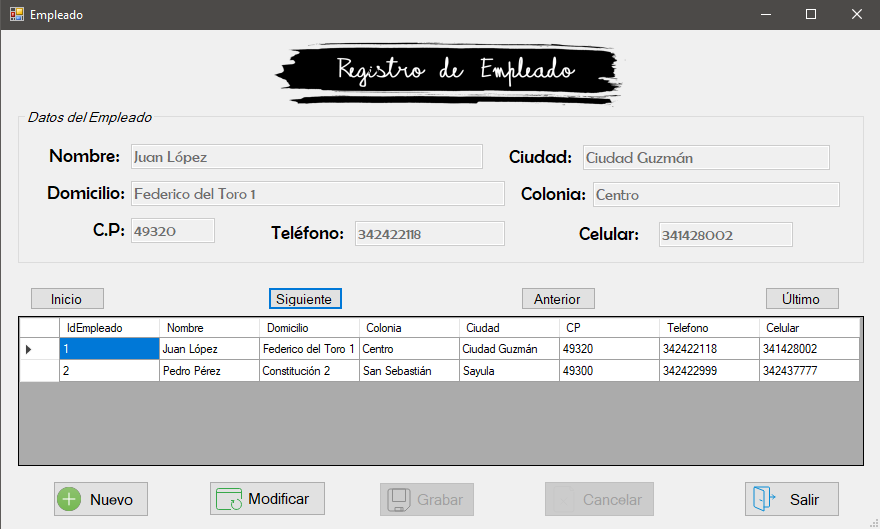 Empleado
Registro de Empleado
Datos del Empleado
Nombre: Juan López Ciudad: Ciudad Guzmán
Domicilio: Federico del Toro 1 Colonia: Centro
C.P: 49320 Teléfono: 342422118 Celular: 341428002
Inicio Siguiente Anterior Último
IdEmpleado Nombre Domicilio Colonia Ciudad CP Telefono Celular
1 Juan López Federico del Toro 1 Centro Ciudad Guzmán 49320 342422118 341428002
2 Pedro Pérez Constitución 2 San Sebastián Sayula 49300 342422999 342437777
Nuevo Modificar Grabar Cancelar Salir